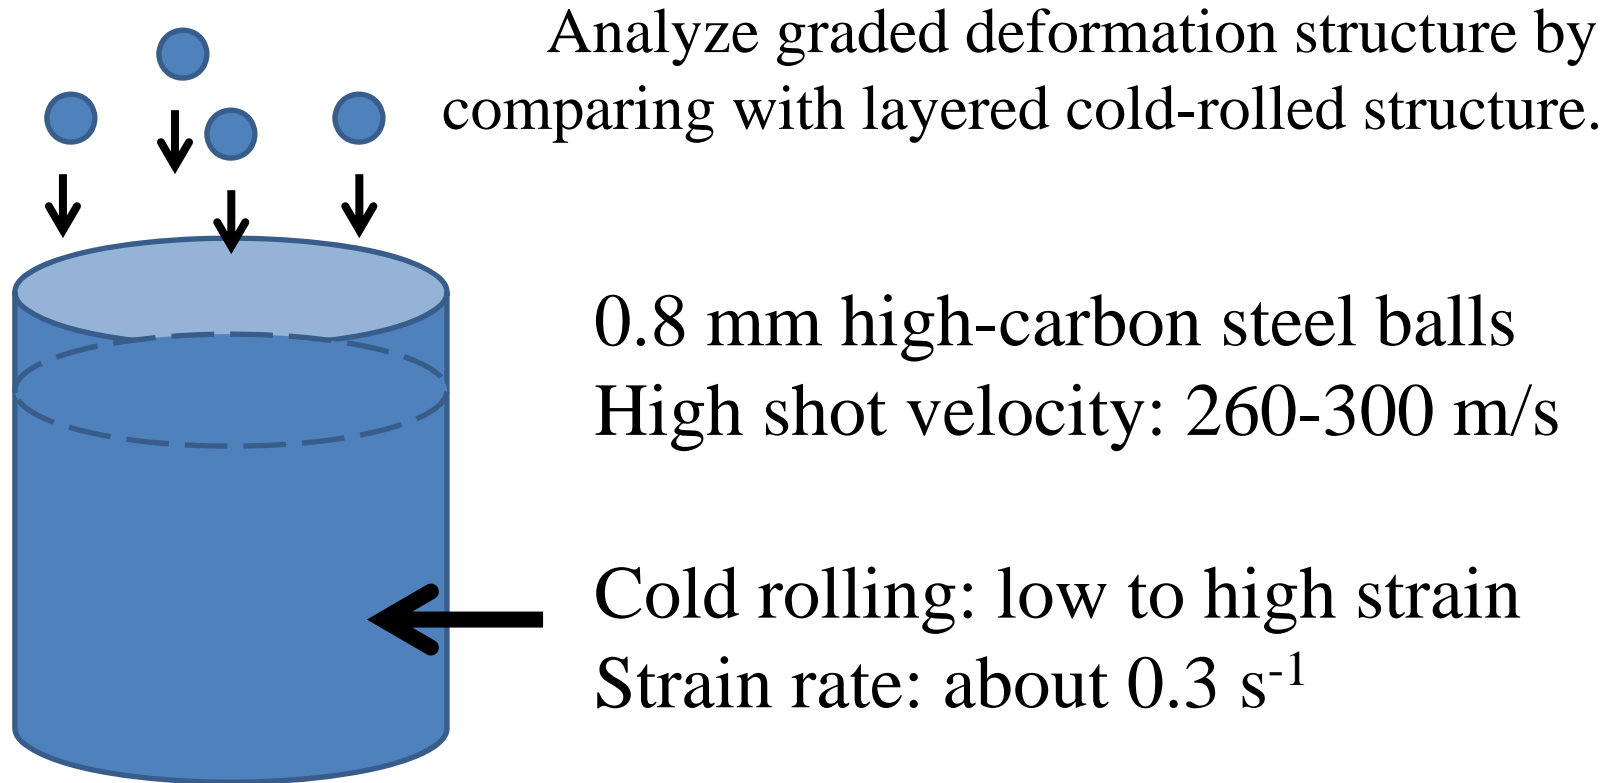 Analyze graded deformation structure by
comparing with layered cold-rolled structure.
0.8 mm high-carbon steel balls
High shot velocity: 260-300 m/s
Cold rolling: low to high strain
Strain rate: about 0.3 s⁻¹